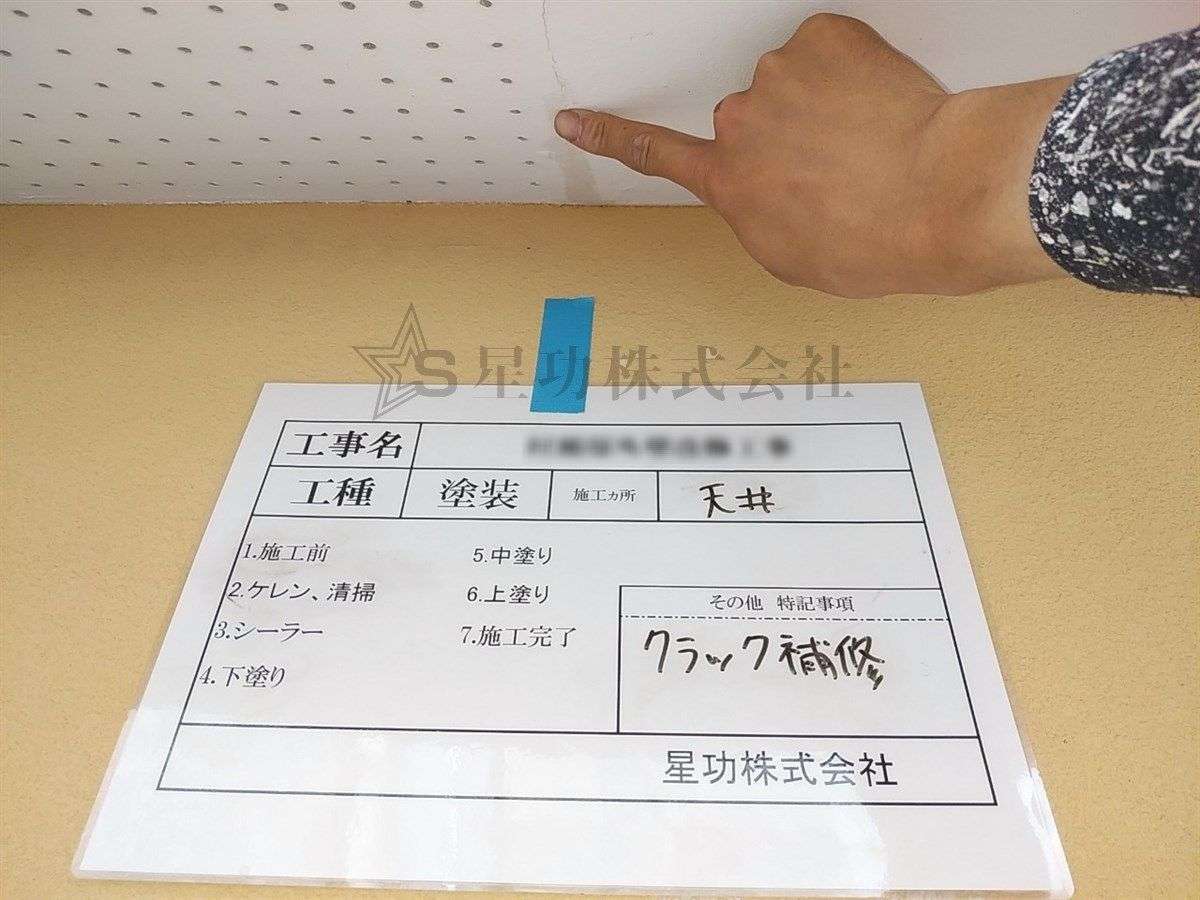 S星功株式会社
工事名
工種 塗装 施工ヵ所 天井
1.施工前 5.中塗り
2.ケレン、清掃 6.上塗り
3.シーラー 7.施工完了
4.下塗り
その他 特記事項
クラック補修
星功株式会社